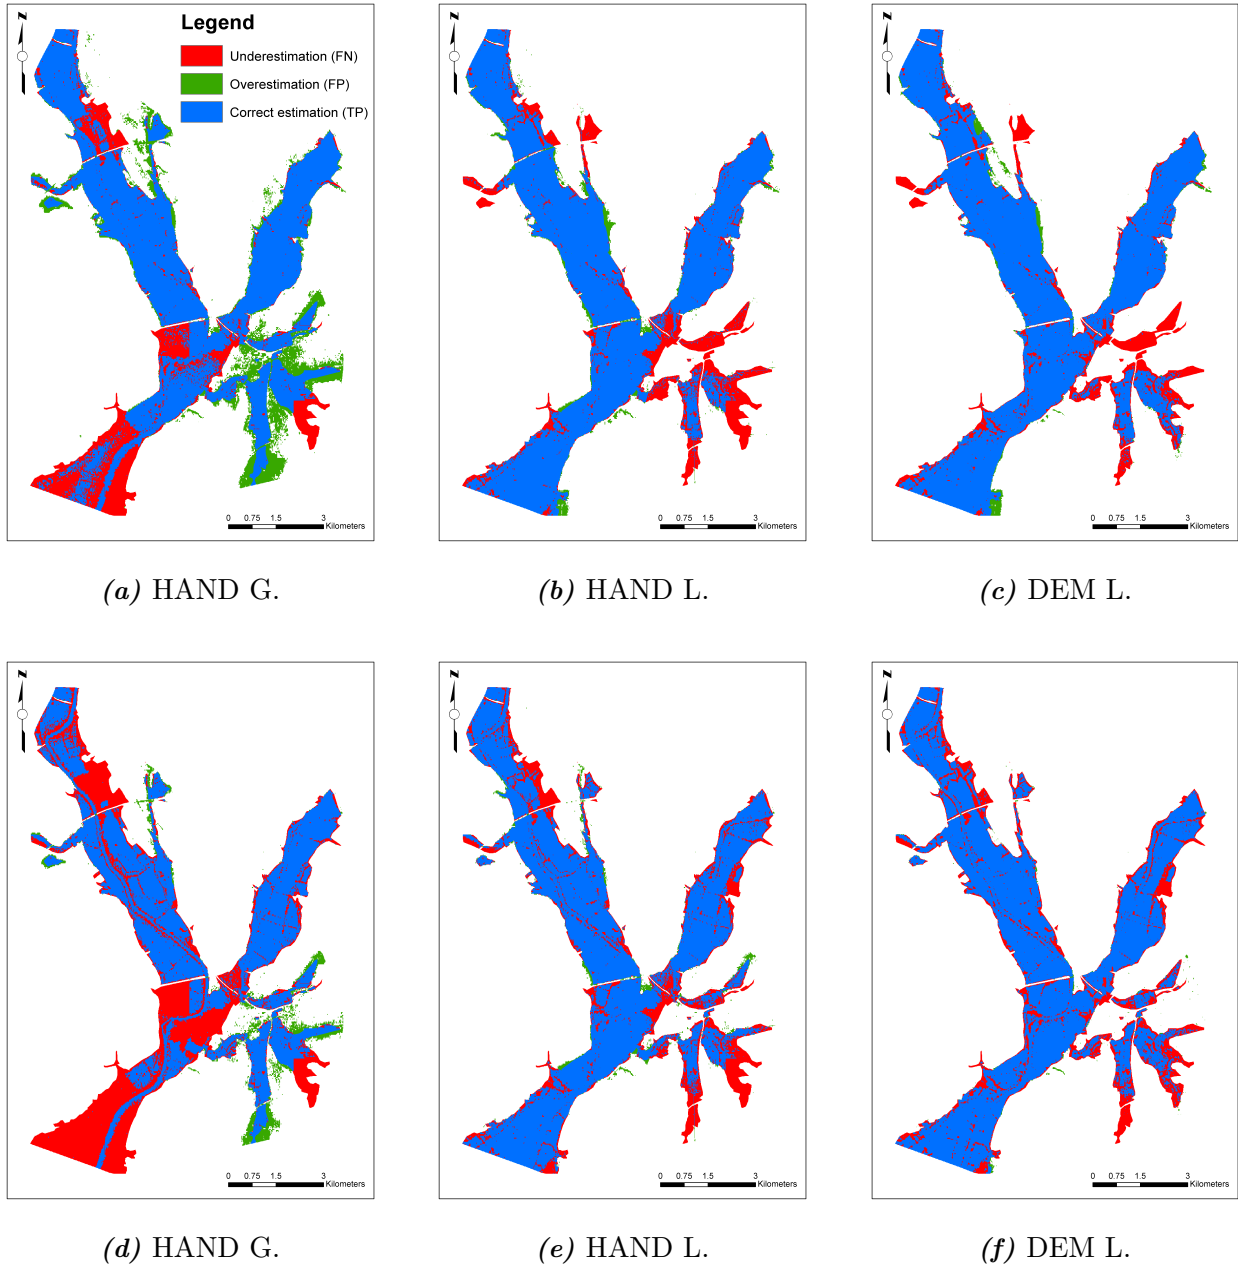 N
Legend
Underestimation (FN)
Overestimation (FP)
Correct estimation (TP)
0 0.75 1.5 3
Kilometers
N
0 0.75 1.5 3
Kilometers
N
0 0.75 1.5 3
Kilometers
(a) HAND G.
(b) HAND L.
(c) DEM L.
N
0 0.75 1.5 3
Kilometers
N
0 0.75 1.5 3
Kilometers
N
0 0.75 1.5 3
Kilometers
(d) HAND G.
(e) HAND L.
(f) DEM L.